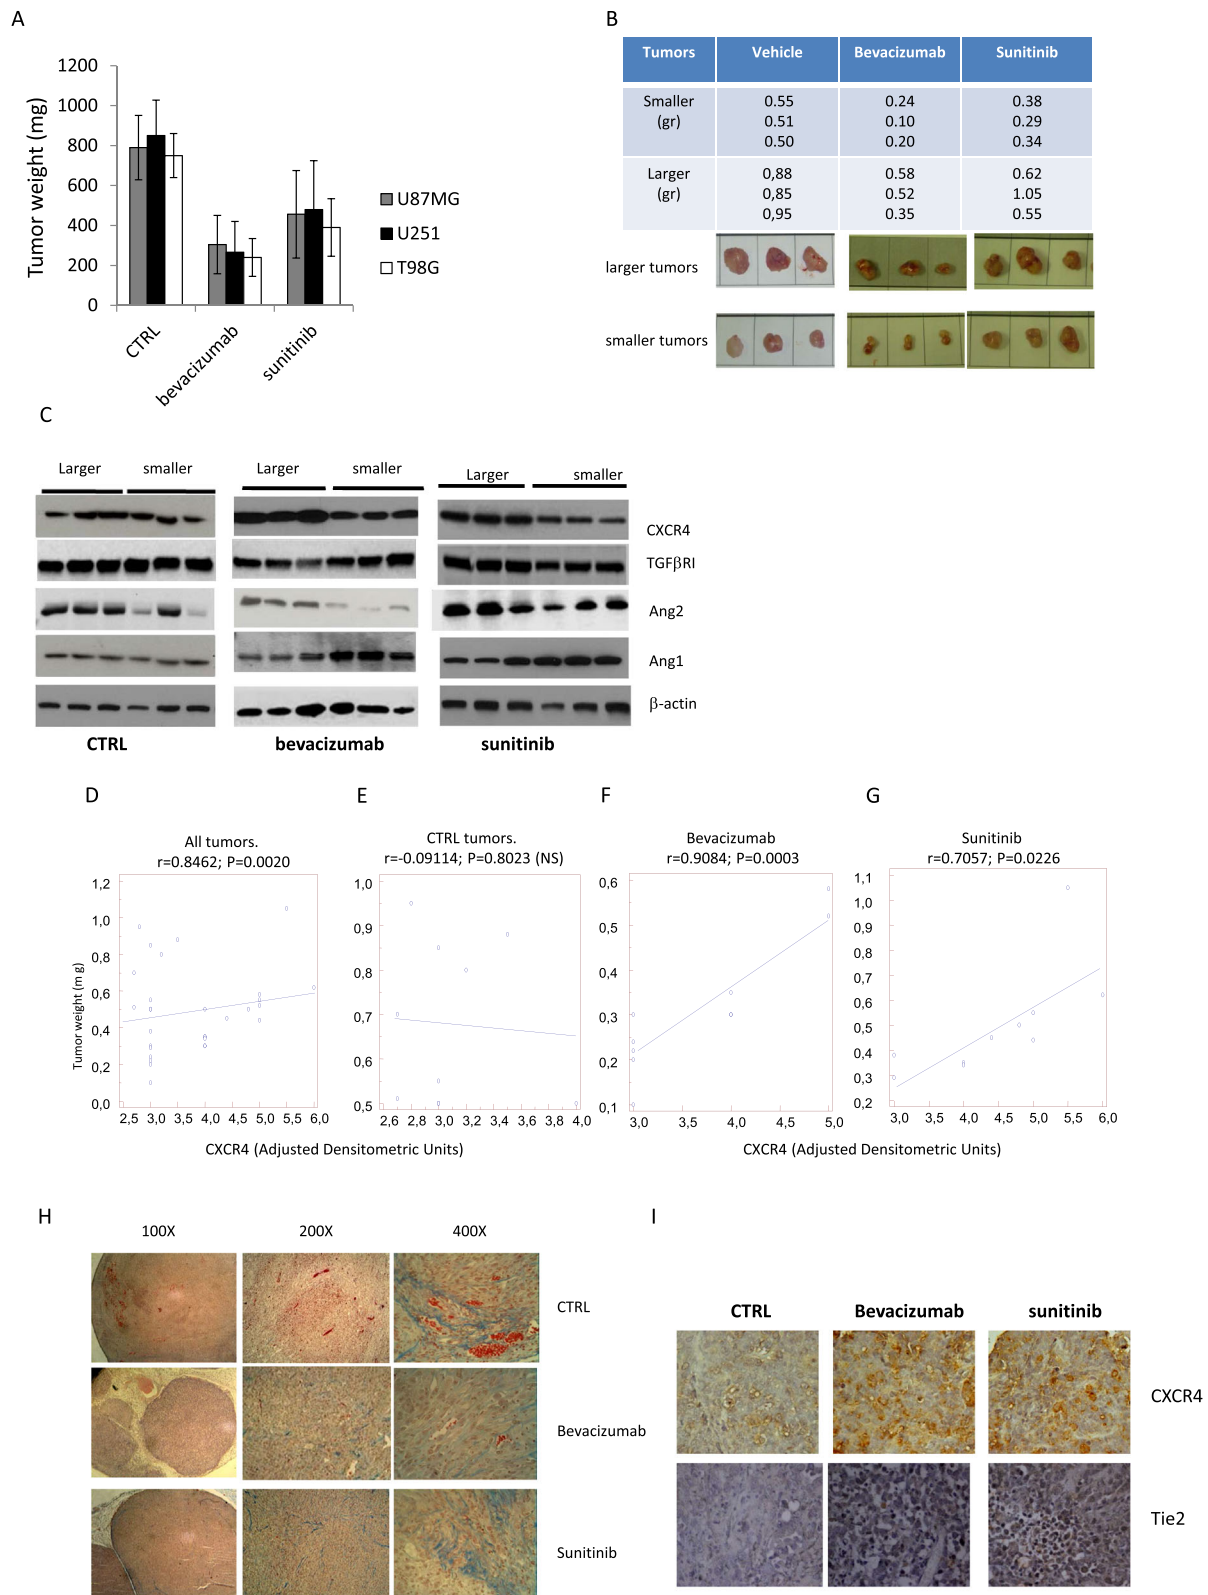 A
Tumor weight (mg)
1200
1000
800
600
400
200
0
CTRL
bevacizumab
sunitinib
U87MG
U251
T98G
B
Tumors Vehicle Bevacizumab Sunitinib
Smaller 0.55 0.24 0.38
(gr) 0.51 0.10 0.29
0.50 0.20 0.34
Larger 0,88 0.58 0.62
(gr) 0,85 0.52 1.05
0,95 0.35 0.55
larger tumors
smaller tumors
C
Larger smaller Larger smaller Larger smaller
CXCR4
TGFβRI
Ang2
Ang1
β-actin
CTRL bevacizumab sunitinib
D
All tumors.
r=0.8462; P=0.0020
Tumor weight (m g)
1,2
1,0
0,8
0,6
0,4
0,2
0,0
2,5 3,0 3,5 4,0 4,5 5,0 5,5 6,0
E
CTRL tumors.
r=-0.09114; P=0.8023 (NS)
1,0
0,9
0,8
0,7
0,6
0,5
2,6 2,8 3,0 3,2 3,4 3,6 3,8 4,0
CXCR4 (Adjusted Densitometric Units)
F
Bevacizumab
r=0.9084; P=0.0003
0,6
0,5
0,4
0,3
0,2
0,1
3,0 3,5 4,0 4,5 5,0
G
Sunitinib
r=0.7057; P=0.0226
1,1
1,0
0,9
0,8
0,7
0,6
0,5
0,4
0,3
0,2
3,0 3,5 4,0 4,5 5,0 5,5 6,0
CXCR4 (Adjusted Densitometric Units)
H
100X 200X 400X
CTRL
Bevacizumab
Sunitinib
I
CTRL Bevacizumab sunitinib
CXCR4
Tie2